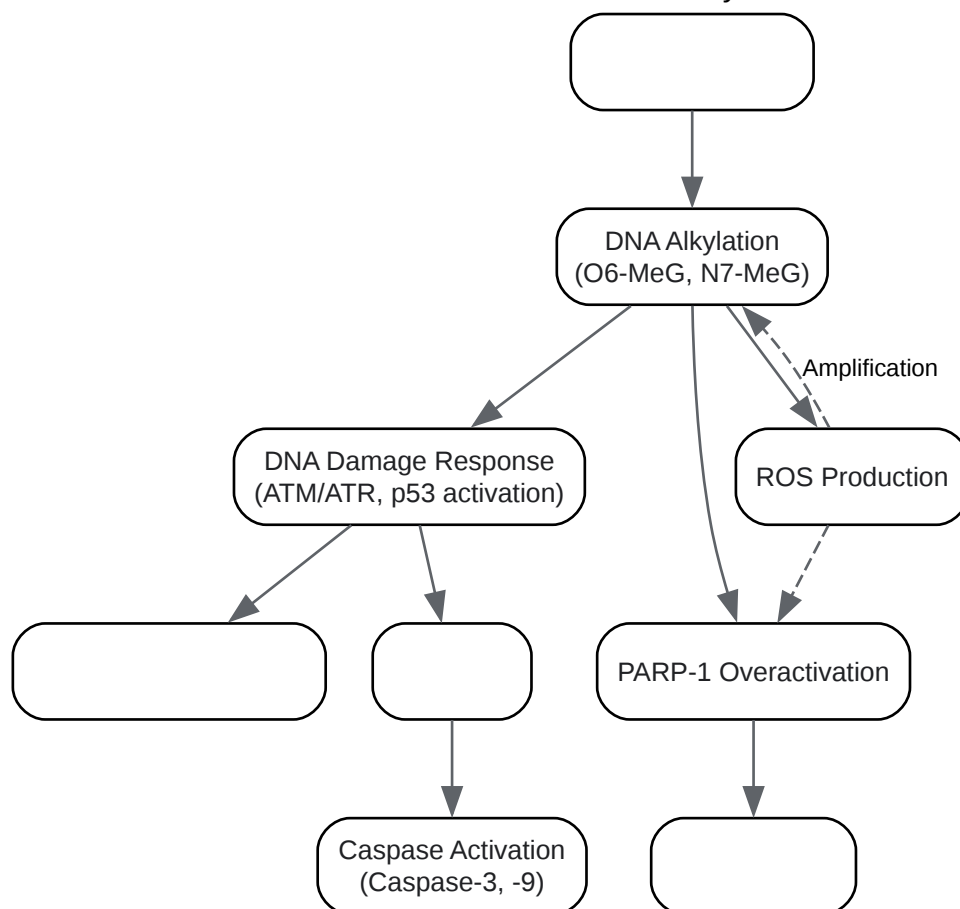 DNA Alkylation
(O6-MeG, N7-MeG)
Amplification
DNA Damage Response
(ATM/ATR, p53 activation)
ROS Production
PARP-1 Overactivation
Caspase Activation
(Caspase-3, -9)